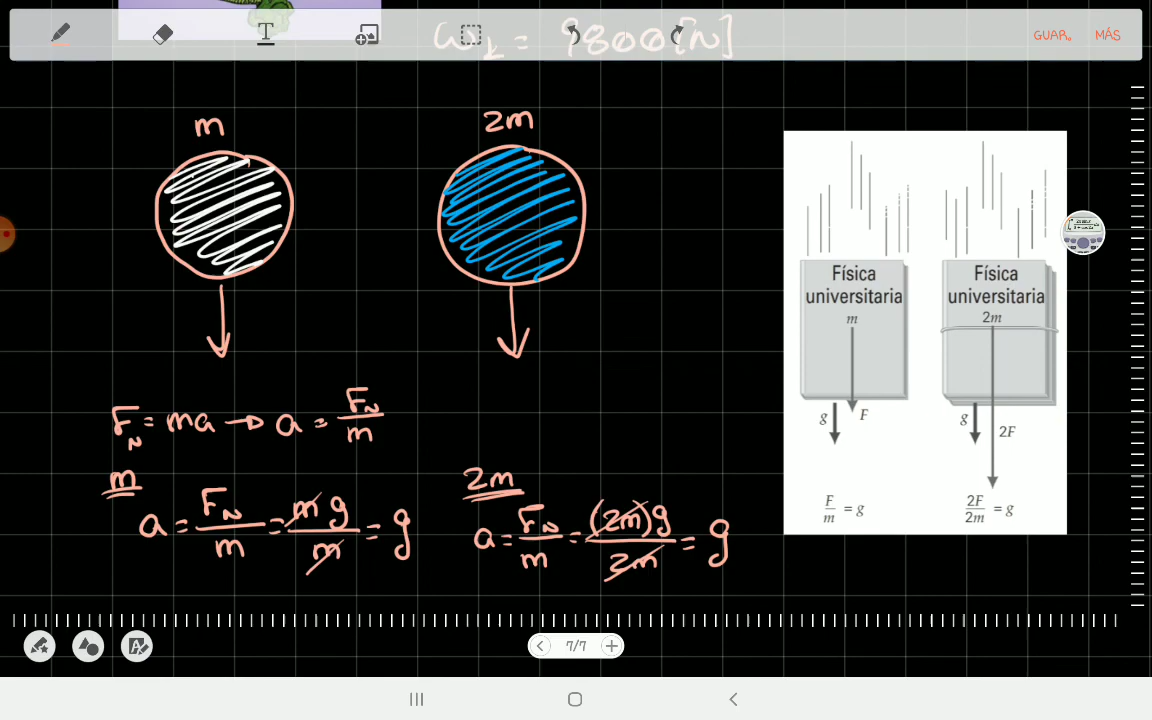 ω↓ = 9800[N]
T
GUAR.
MÁS
m
2m
F_N = ma → a = F_N/m
m
a = F_N/m = mg/m = g
2m
a = F_N/m = (2m)g/2m = g
Física
universitaria
m
g
F
F/m = g
Física
universitaria
2m
g
2F
2F/2m = g
7/7